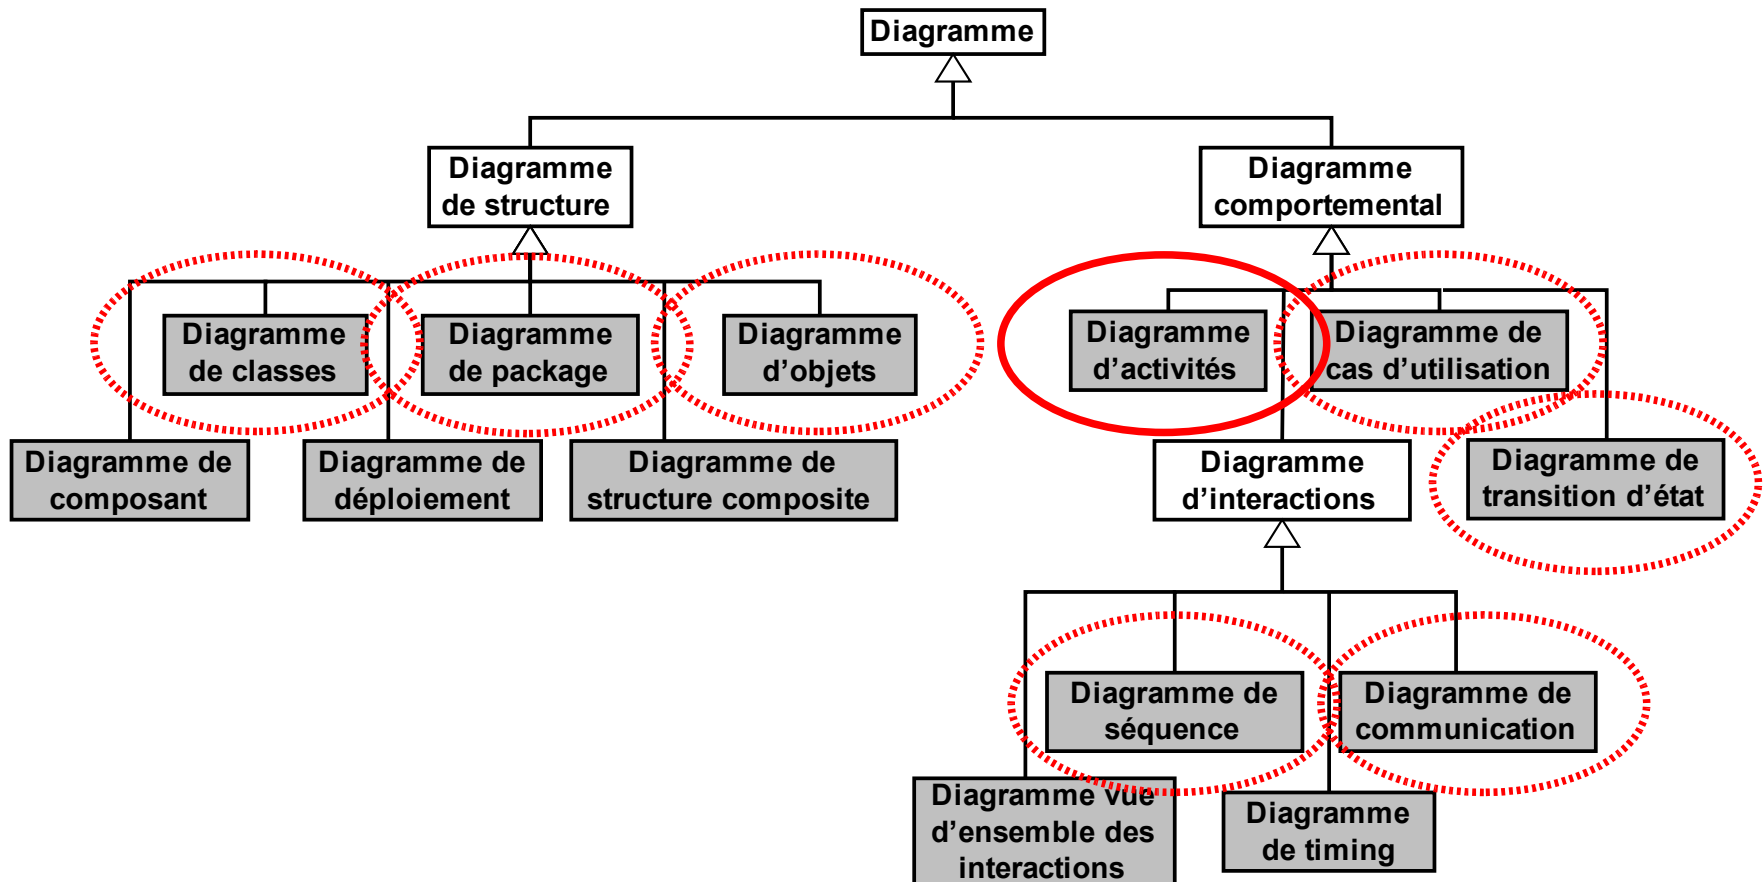 Diagramme
Diagramme
de structure
Diagramme
comportemental
Diagramme
de classes
Diagramme
de package
Diagramme
d’objets
Diagramme
d’activités
Diagramme de
cas d’utilisation
Diagramme de
composant
Diagramme de
déploiement
Diagramme de
structure composite
Diagramme
d’interactions
Diagramme de
transition d’état
Diagramme de
séquence
Diagramme de
communication
Diagramme vue
d'ensemble des
interactions
Diagramme
de timing